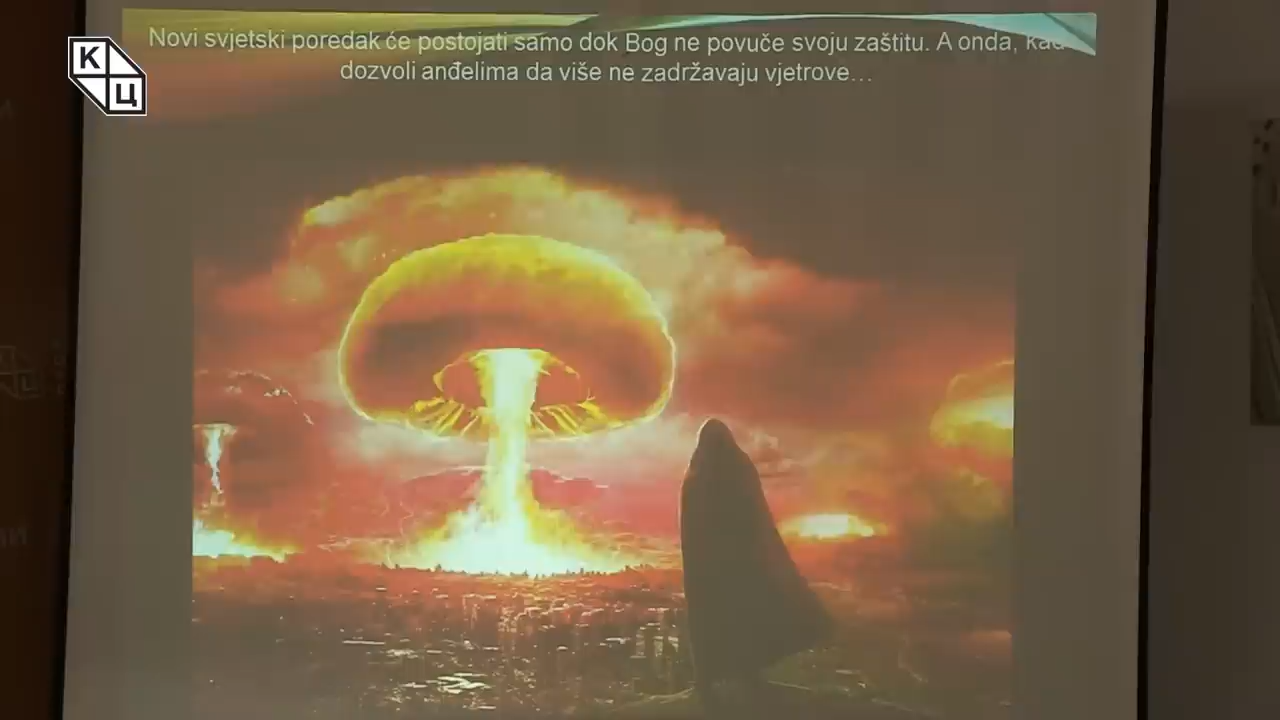 Novi svjetski poredak će postojati samo dok Bog ne povuče svoju zaštitu. A onda, kad
dozvoli anđelima da više ne zadržavaju vjetrove…
К
Ц